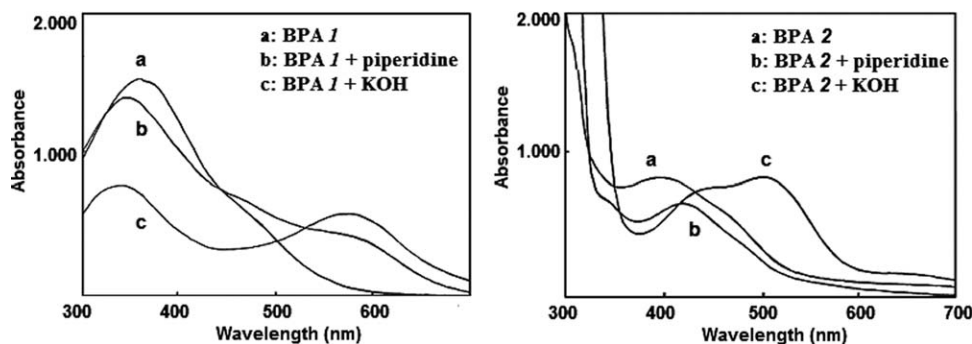 2.000
a: BPA 1
b: BPA 1 + piperidine
c: BPA 1 + KOH
a
b
c
1.000
Absorbance
300 400 500 600
Wavelength (nm)
2.000
a: BPA 2
b: BPA 2 + piperidine
c: BPA 2 + KOH
a
c
b
1.000
Absorbance
300 400 500 600 700
Wavelength (nm)